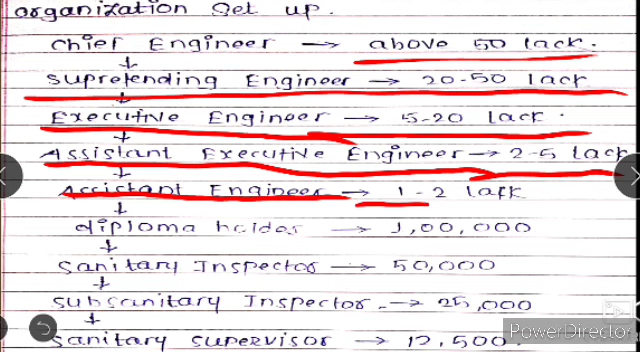 organization Set up.
Chief Engineer → above 50 lack.
↓
Supretending Engineer → 20-50 lack
↓
Executive Engineer → 5-20 lack.
↓
Assistant Executive Engineer → 2-5 lack
↓
Assistant Engineer → 1-2 lakk
↓
diploma holder → 1,00,000
↓
Sanitary Inspector → 50,000
↓
Subsanitary Inspector. → 25,000
↓
Sanitary Supervisor → 12,500.
PowerDirector